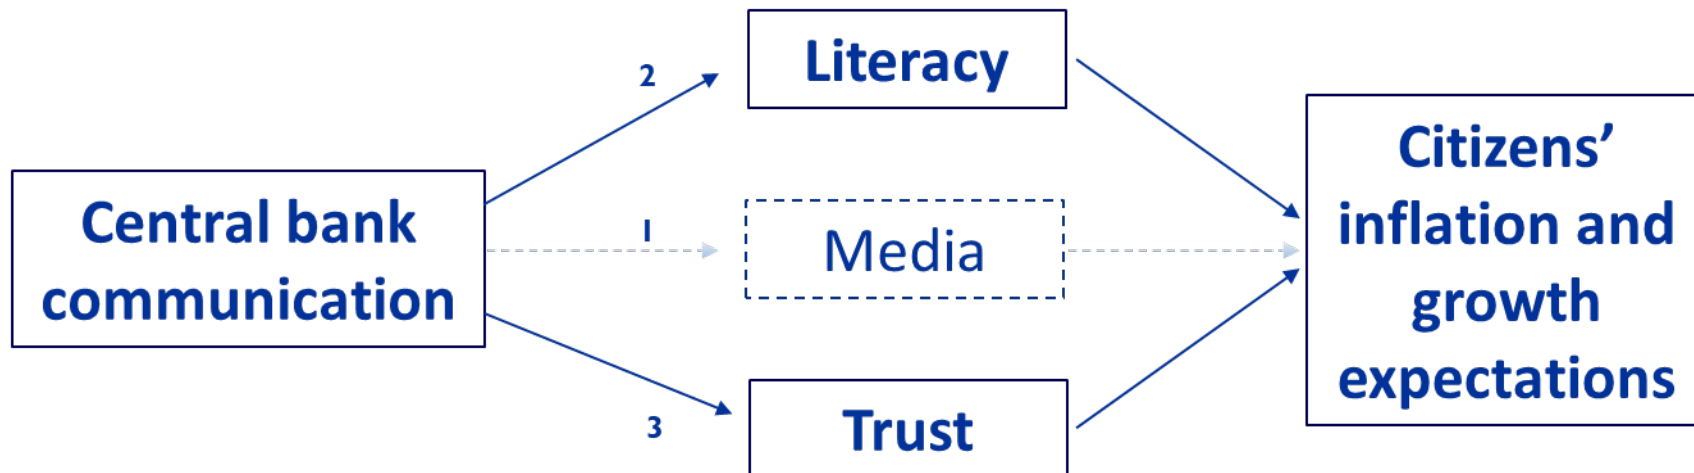 Central bank
communication
2
1
3
Literacy
Media
Trust
Citizens’
inflation and
growth
expectations